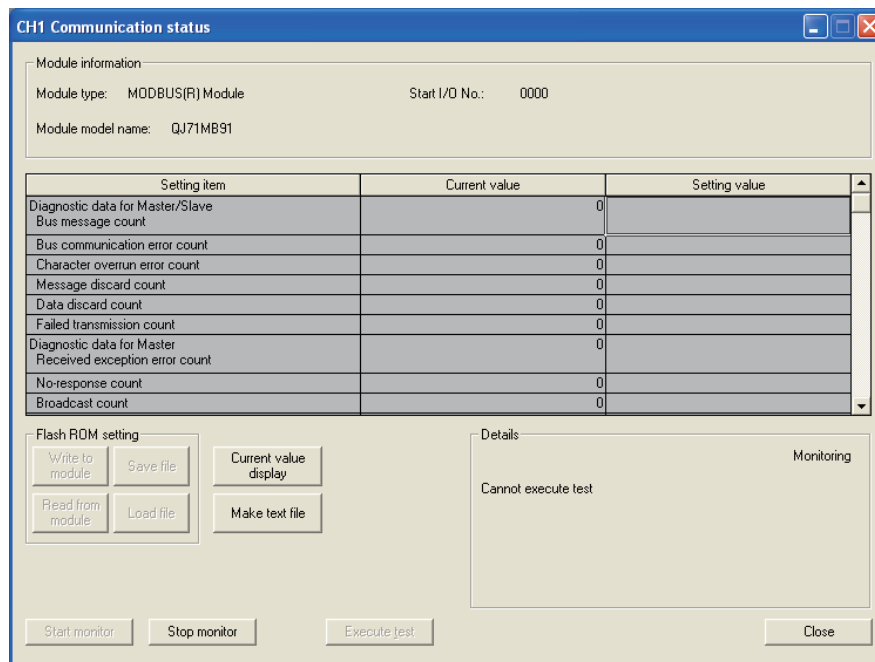 CH1 Communication status
Module information
Module type: MODBUS(R) Module Start I/O No.: 0000
Module model name: QJ71MB91
Setting item Current value Setting value
Diagnostic data for Master/Slave
Bus message count 0
Bus communication error count 0
Character overrun error count 0
Message discard count 0
Data discard count 0
Failed transmission count 0
Diagnostic data for Master
Received exception error count 0
No-response count 0
Broadcast count 0
Flash ROM setting
Write to
module
Save file
Read from
module
Load file
Current value
display
Make text file
Details
Monitoring
Cannot execute test
Start monitor Stop monitor Execute test Close